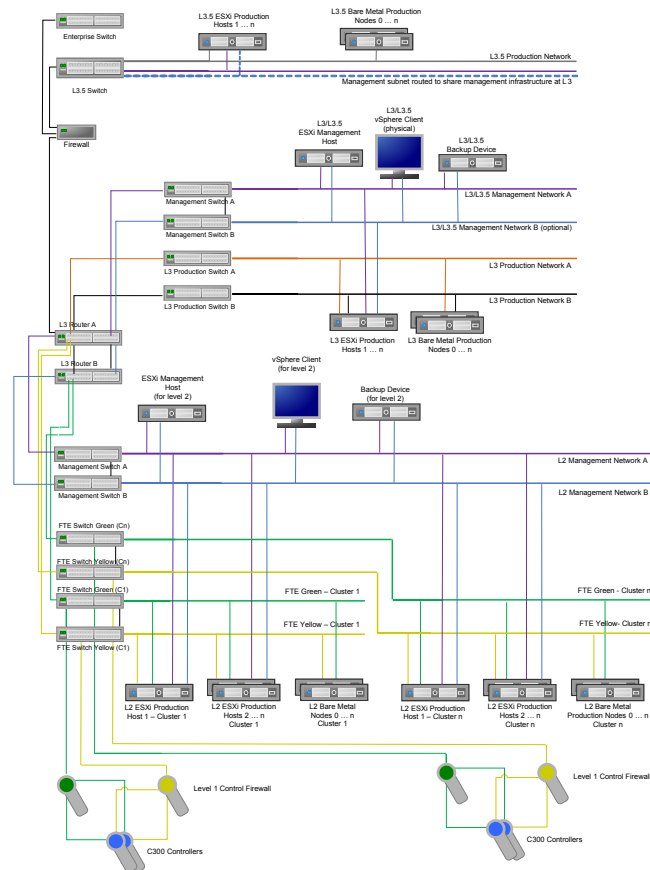 L3.5 ESXi Production
Hosts 1 ... n
L3.5 Bare Metal Production
Nodes 0 ... n
Enterprise Switch
L3.5 Production Network
L3.5 Switch
Management subnet routed to share management infrastructure at L 3
Firewall
L3/L3.5
ESXi Management
Host
L3/L3.5
vSphere Client
(physical)
L3/L3.5
Backup Device
Management Switch A
L3/L3.5 Management Network A
Management Switch B
L3/L3.5 Management Network B (optional)
L3 Production Switch A
L3 Production Network A
L3 Production Switch B
L3 Production Network B
L3 Router A
L3 ESXi Production
Hosts 1 ... n
L3 Bare Metal Production
Nodes 0 ... n
L3 Router B
ESXi Management
Host
(for level 2)
vSphere Client
(for level 2)
Backup Device
(for level 2)
Management Switch A
L2 Management Network A
Management Switch B
L2 Management Network B
FTE Switch Green (Cn)
FTE Switch Yellow (Cn)
FTE Switch Green (C1)
FTE Green – Cluster 1
FTE Green - Cluster n
FTE Yellow – Cluster 1
FTE Yellow- Cluster n
FTE Switch Yellow (C1)
L2 ESXi Production
Host 1 – Cluster 1
L2 ESXi Production
Hosts 2 ... n
Cluster 1
L2 Bare Metal
Nodes 0 ... n
Cluster 1
L2 ESXi Production
Host 1 – Cluster n
L2 ESXi Production
Hosts 2 ... n
Cluster n
L2 Bare Metal
Production Nodes 0 ... n
Cluster n
Level 1 Control Firewall
Level 1 Control Firewall
C300 Controllers
C300 Controllers